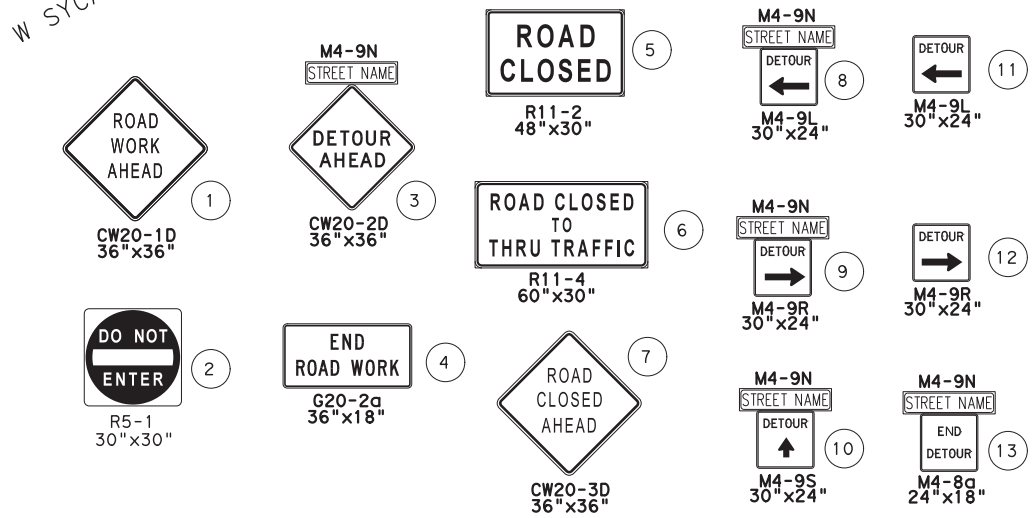 W SYC
ROAD
WORK
AHEAD
1
CW20-1D
36"x36"
DO NOT
ENTER
2
R5-1
30"x30"
M4-9N
STREET NAME
DETOUR
AHEAD
3
CW20-2D
36"x36"
END
ROAD WORK
4
G20-2a
36"x18"
ROAD
CLOSED
5
R11-2
48"x30"
ROAD CLOSED
TO
THRU TRAFFIC
6
R11-4
60"x30"
ROAD
CLOSED
AHEAD
7
CW20-3D
36"x36"
M4-9N
STREET NAME
DETOUR
8
M4-9L
30"x24"
M4-9N
STREET NAME
DETOUR
9
M4-9R
30"x24"
M4-9N
STREET NAME
DETOUR
10
M4-9S
30"x24"
DETOUR
11
M4-9L
30"x24"
DETOUR
12
M4-9R
30"x24"
M4-9N
STREET NAME
END
DETOUR
13
M4-8a
24"x18"